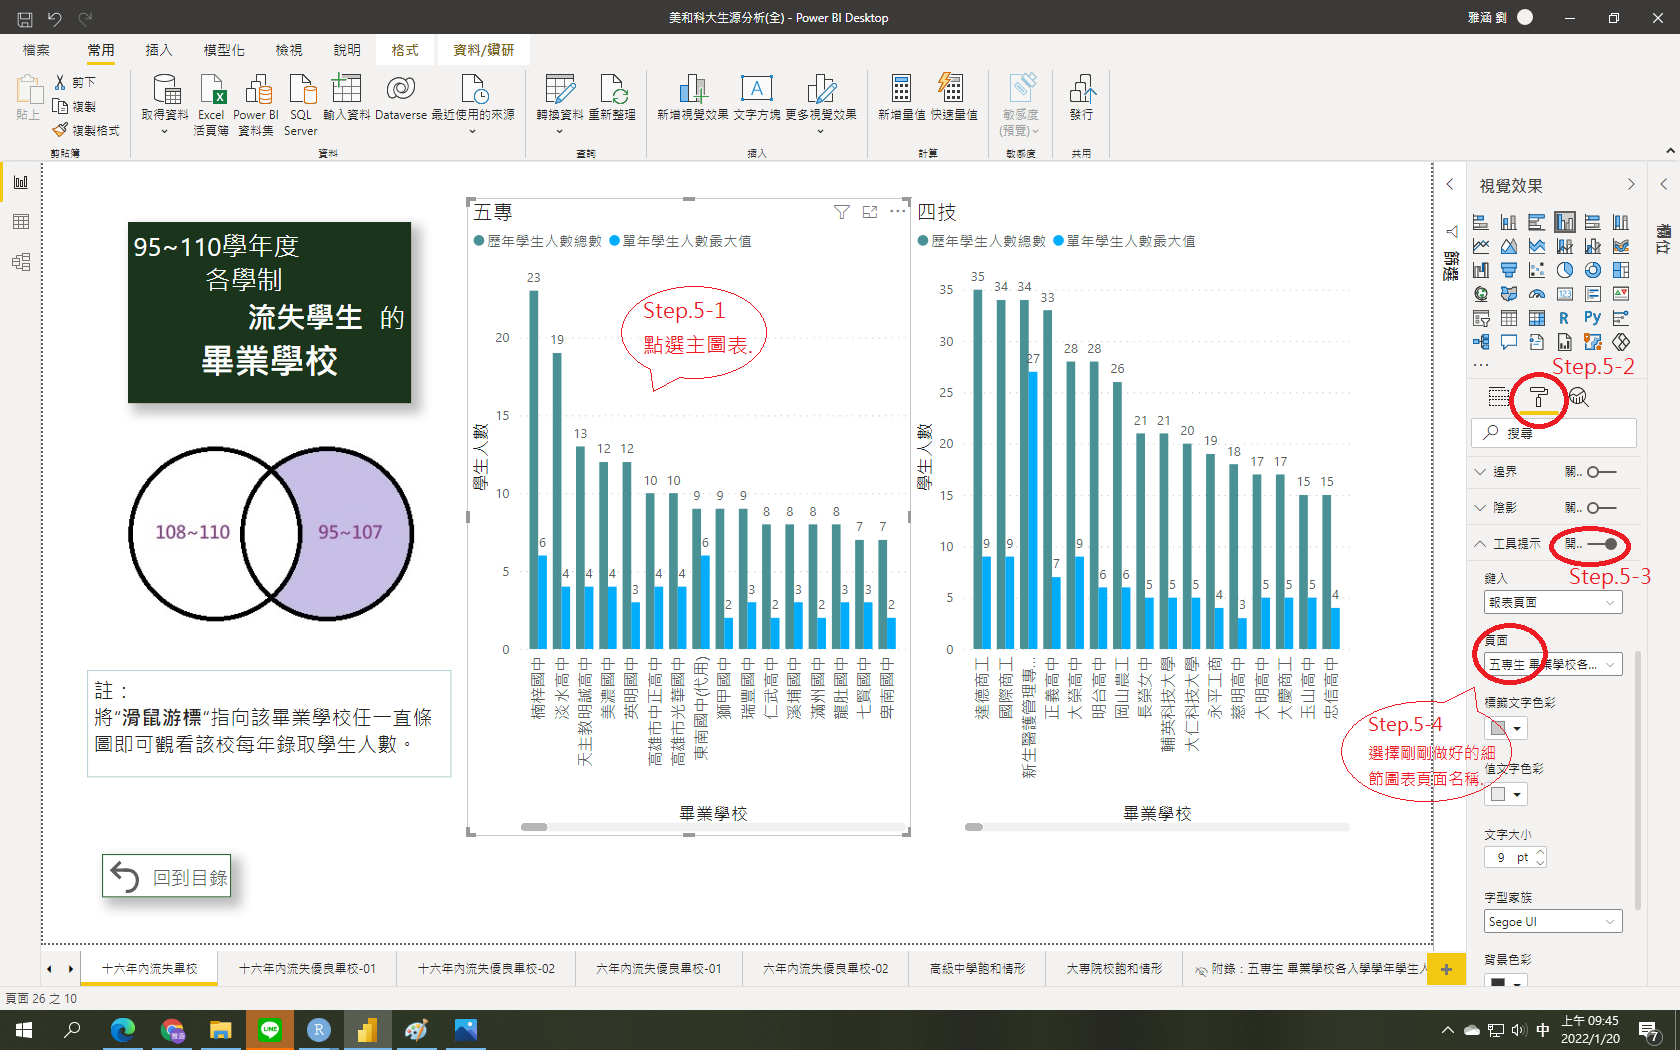 美和科大生源分析(全) - Power BI Desktop
雅涵 劉
檔案
常用
插入
模型化
檢視
說明
格式
資料/鑽研
貼上
剪下
複製
複製格式
剪貼簿
取得資料
Excel
活頁簿
Power BI
資料集
SQL
Server
輸入資料
Dataverse
最近使用的來源
資料
轉換資料
重新整理
查詢
新增視覺效果
文字方塊
更多視覺效果
插入
新增量值
快速量值
計算
敏感度
(預覽)
敏感度
發行
共用
95~110學年度
各學制
流失學生 的
畢業學校
108~110
95~107
註：
將“滑鼠游標“指向該畢業學校任一直條
圖即可觀看該校每年錄取學生人數。
回到目錄
五專
歷年學生人數總數
單年學生人數最大值
Step.5-1
點選主圖表.
學生人數
20
15
10
5
0
23
19
13
12
12
10
10
9
9
9
8
8
8
8
7
7
6
4
4
4
3
4
4
6
2
3
2
3
2
3
3
2
楠梓國中
淡水高中
天主教明誠高中
美濃國中
英明國中
高雄市中正高中
高雄市光華國中
東南國中(代用)
獅甲國中
瑞豐國中
仁武高中
溪埔國中
滿州國中
龍肚國中
七賢國中
卑南國中
畢業學校
四技
歷年學生人數總數
單年學生人數最大值
學生人數
35
30
25
20
15
10
5
0
35
34
34
33
28
28
26
21
21
20
19
18
17
17
15
15
9
9
27
7
9
6
6
5
5
5
4
3
5
5
5
4
達德商工
國際商工
新生醫護管理專...
正義高中
大榮高中
明台高中
岡山農工
長榮女中
輔英科技大學
大仁科技大學
永平工商
慈明高中
大明高中
大慶商工
玉山高中
忠信高中
畢業學校
篩選
視覺效果
欄位
R
Py
123
...
Step.5-2
搜尋
邊界
關..
陰影
關..
工具提示
開..
Step.5-3
鍵入
報表頁面
頁面
五專生 畢業學校各...
標籤文字色彩
Step.5-4
選擇剛剛做好的細
節圖表頁面名稱.
值文字色彩
文字大小
9 pt
字型家族
Segoe UI
背景色彩
十六年內流失畢校
十六年內流失優良畢校-01
十六年內流失優良畢校-02
六年內流失優良畢校-01
六年內流失優良畢校-02
高級中學飽和情形
大專院校飽和情形
附錄：五專生 畢業學校各入學學年學生人
頁面 26 之 10
LINE
R
中
上午 09:45
2022/1/20
7